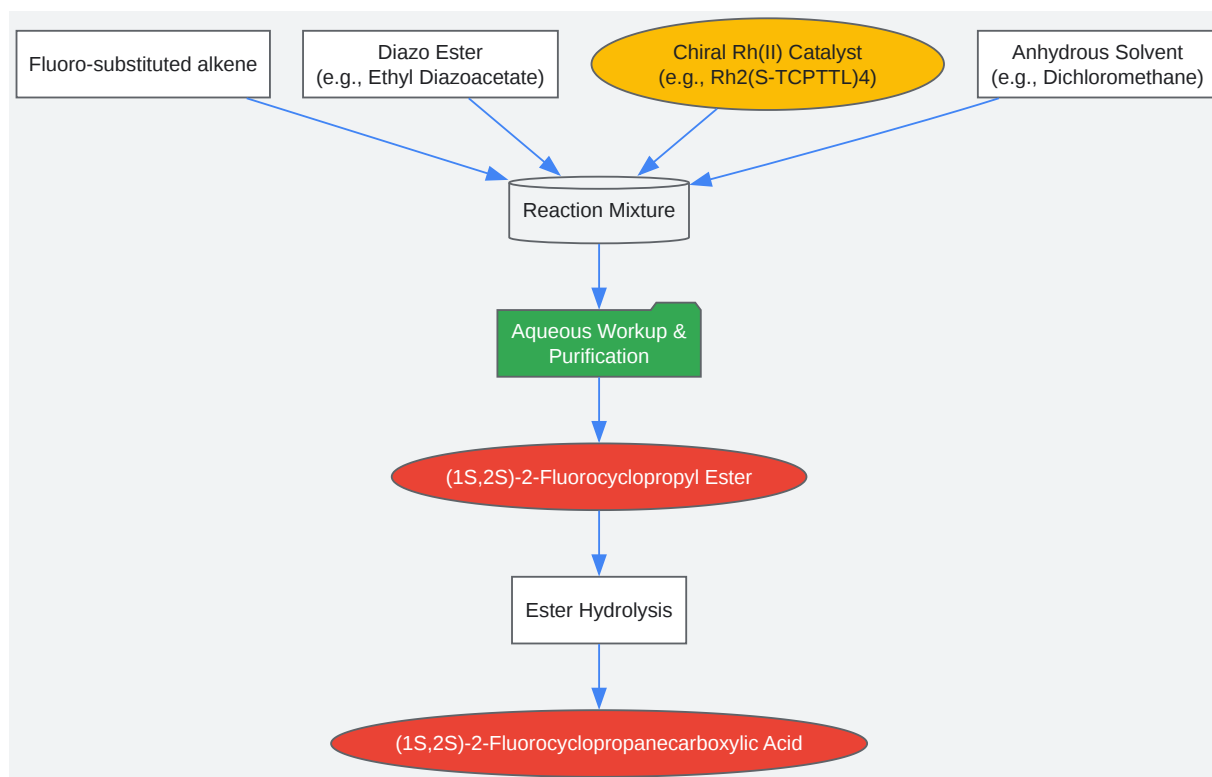 Fluoro-substituted alkene
Diazo Ester
(e.g., Ethyl Diazoacetate)
Chiral Rh(II) Catalyst
(e.g., Rh2(S-TCPTTL)4)
Anhydrous Solvent
(e.g., Dichloromethane)
Reaction Mixture
Aqueous Workup &
Purification
(1S,2S)-2-Fluorocyclopropyl Ester
Ester Hydrolysis
(1S,2S)-2-Fluorocyclopropanecarboxylic Acid